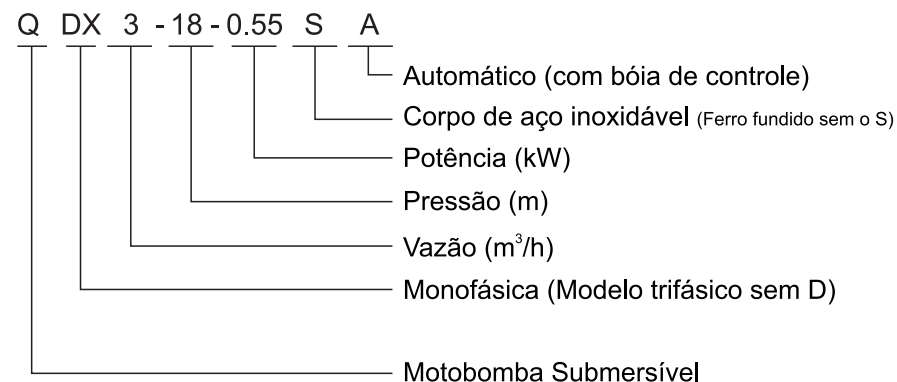 Q DX 3 - 18 - 0.55 S A
Automático (com bóia de controle)
Corpo de aço inoxidável (Ferro fundido sem o S)
Potência (kW)
Pressão (m)
Vazão (m³/h)
Monofásica (Modelo trifásico sem D)
Motobomba Submersível